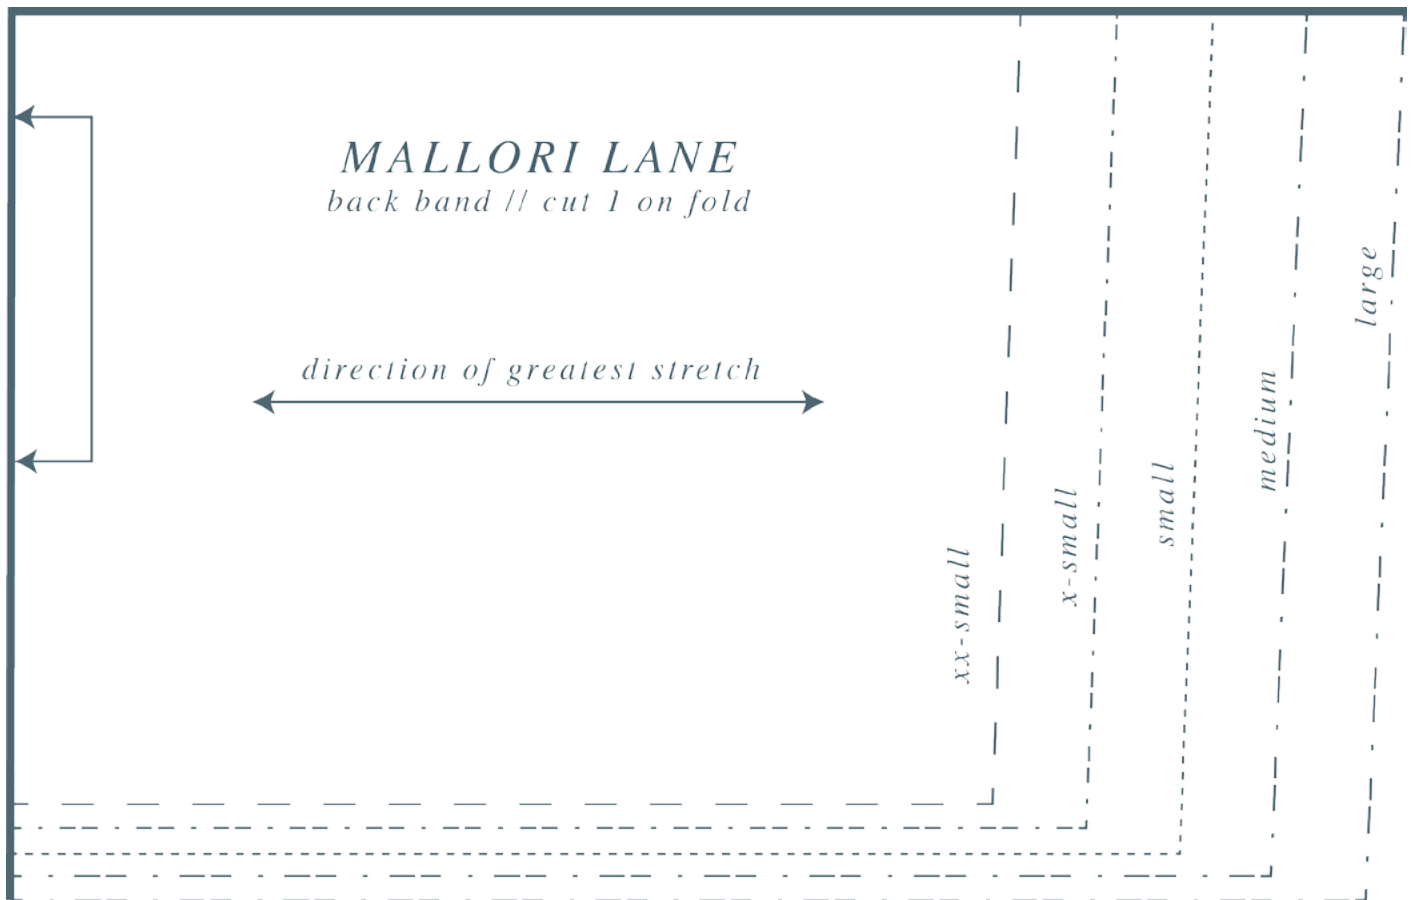 MALLORI LANE
back band // cut 1 on fold
direction of greatest stretch
xx-small
x-small
small
medium
large